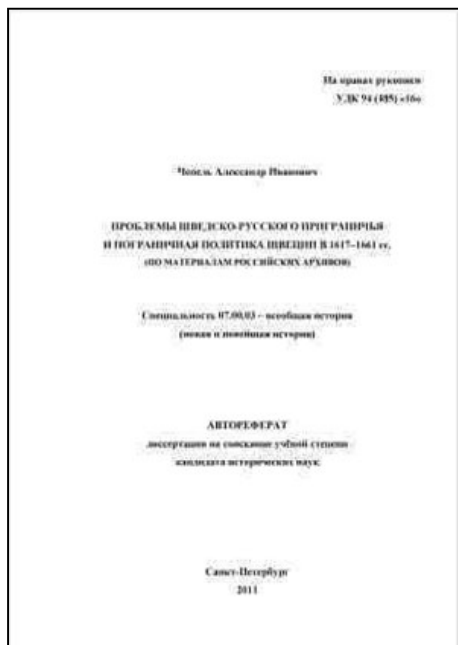 На правах рукописи
УДК 94 (485) «16»
Чепель Александр Иванович
ПРОБЛЕМЫ ШВЕДСКО-РУССКОГО ПРИГРАНИЧЬЯ
И ПОГРАНИЧНАЯ ПОЛИТИКА ШВЕЦИИ В 1617–1661 гг.
(ПО МАТЕРИАЛАМ РОССИЙСКИХ АРХИВОВ)
Специальность 07.00.03 – всеобщая история
(новая и новейшая история)
АВТОРЕФЕРАТ
диссертации на соискание учёной степени
кандидата исторических наук
Санкт-Петербург
2011